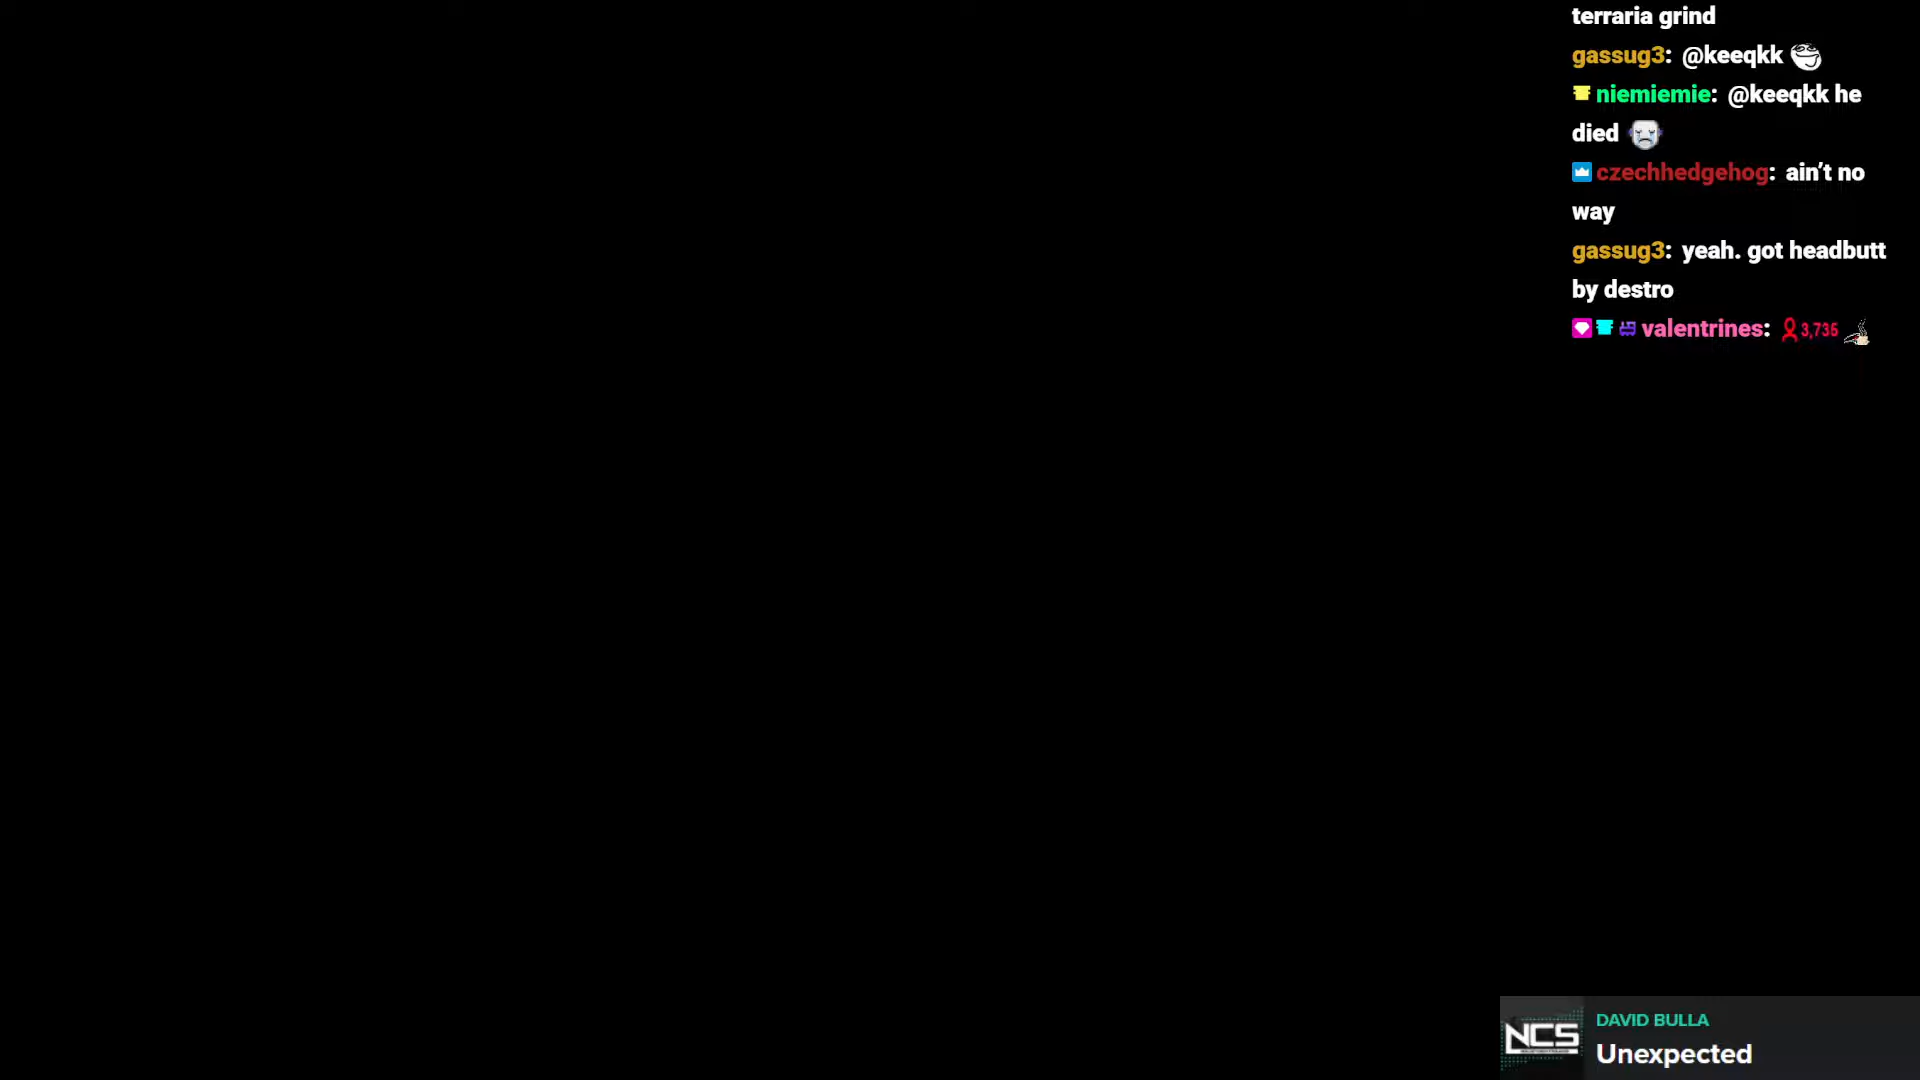 terraria grind
gassug3: @keeqkk
niemiemie: @keeqkk he
died
czechhedgehog: ain't no
way
gassug3: yeah. got headbutt
by destro
valentrines: 3,736
NCS
DAVID BULLA
Unexpected